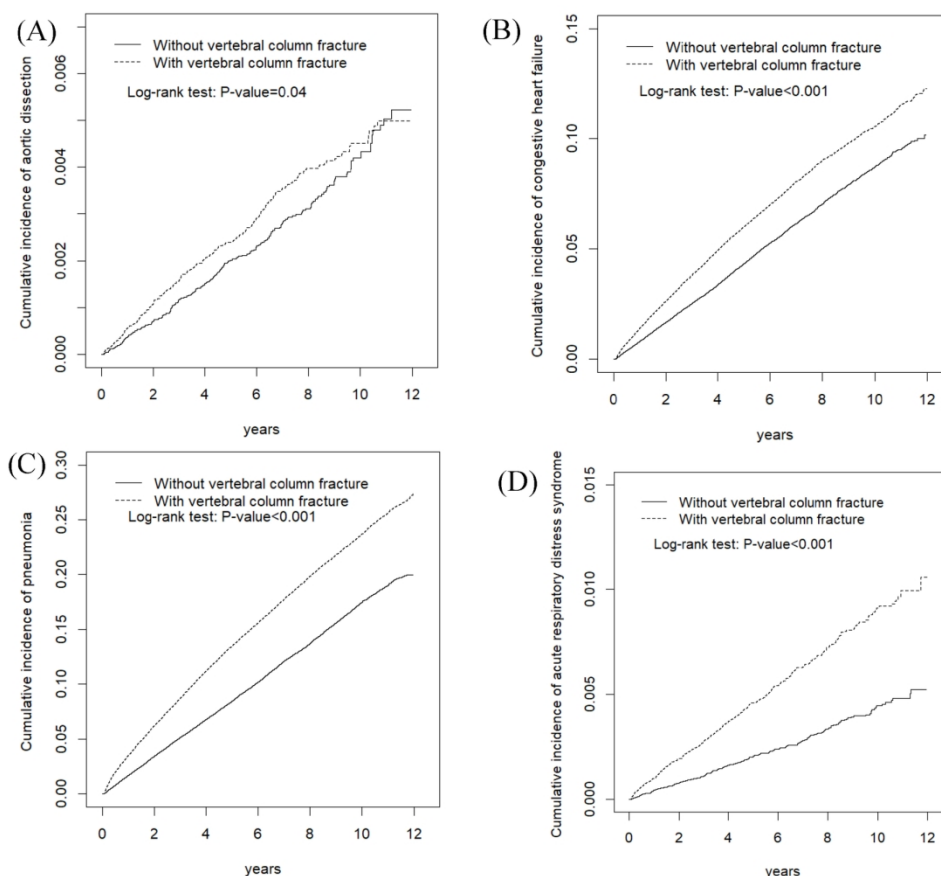 (A)
Without vertebral column fracture
With vertebral column fracture
Log-rank test: P-value=0.04
Cumulative incidence of aortic dissection
0.006
0.004
0.002
0.000
0 2 4 6 8 10 12
years
(B)
Without vertebral column fracture
With vertebral column fracture
Log-rank test: P-value<0.001
Cumulative incidence of congestive heart failure
0.15
0.10
0.05
0.00
0 2 4 6 8 10 12
years
(C)
Without vertebral column fracture
With vertebral column fracture
Log-rank test: P-value<0.001
Cumulative incidence of pneumonia
0.30
0.25
0.20
0.15
0.10
0.05
0.00
0 2 4 6 8 10 12
years
(D)
Without vertebral column fracture
With vertebral column fracture
Log-rank test: P-value<0.001
Cumulative incidence of acute respiratory distress syndrome
0.015
0.010
0.005
0.000
0 2 4 6 8 10 12
years